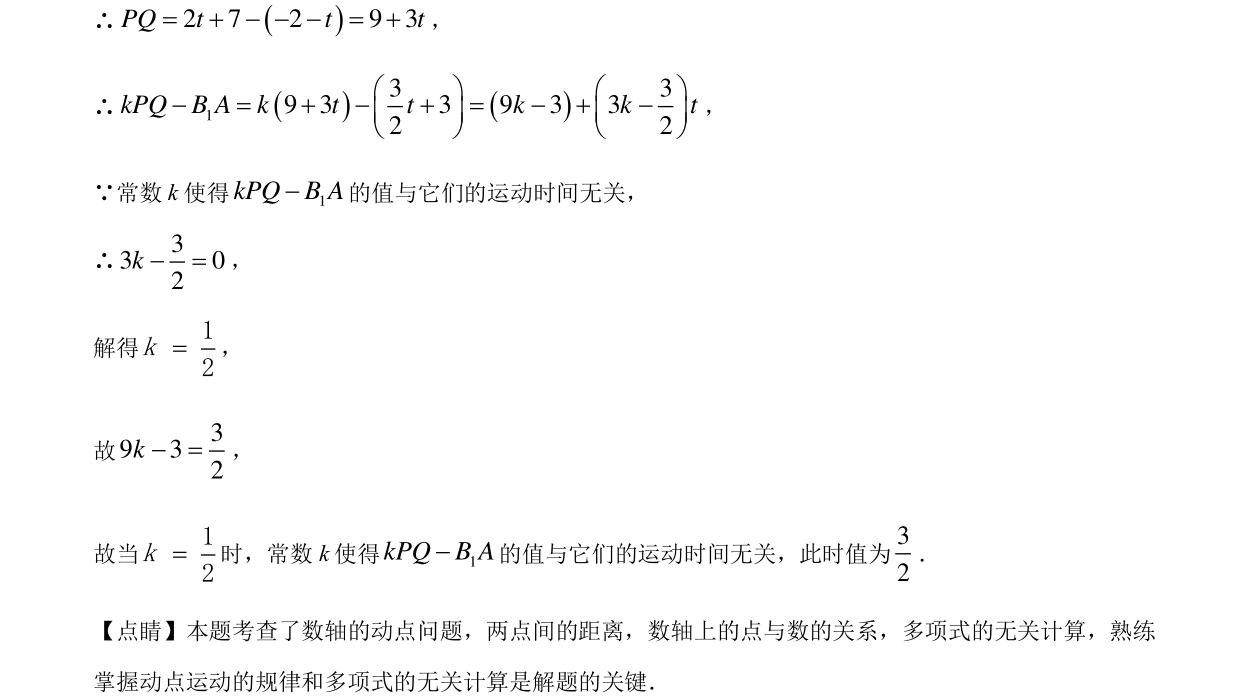 ∴ PQ = 2t + 7 − (−2 − t) = 9 + 3t，
∴ kPQ − B₁A = k(9 + 3t) − (3/2 t + 3) = (9k − 3) + (3k − 3/2)t，
∵常数 k 使得 kPQ − B₁A 的值与它们的运动时间无关，
∴ 3k − 3/2 = 0，
解得 k = 1/2，
故 9k − 3 = 3/2，
故当 k = 1/2 时，常数 k 使得 kPQ − B₁A 的值与它们的运动时间无关，此时值为 3/2．
【点睛】本题考查了数轴的动点问题，两点间的距离，数轴上的点与数的关系，多项式的无关计算，熟练
掌握动点运动的规律和多项式的无关计算是解题的关键．